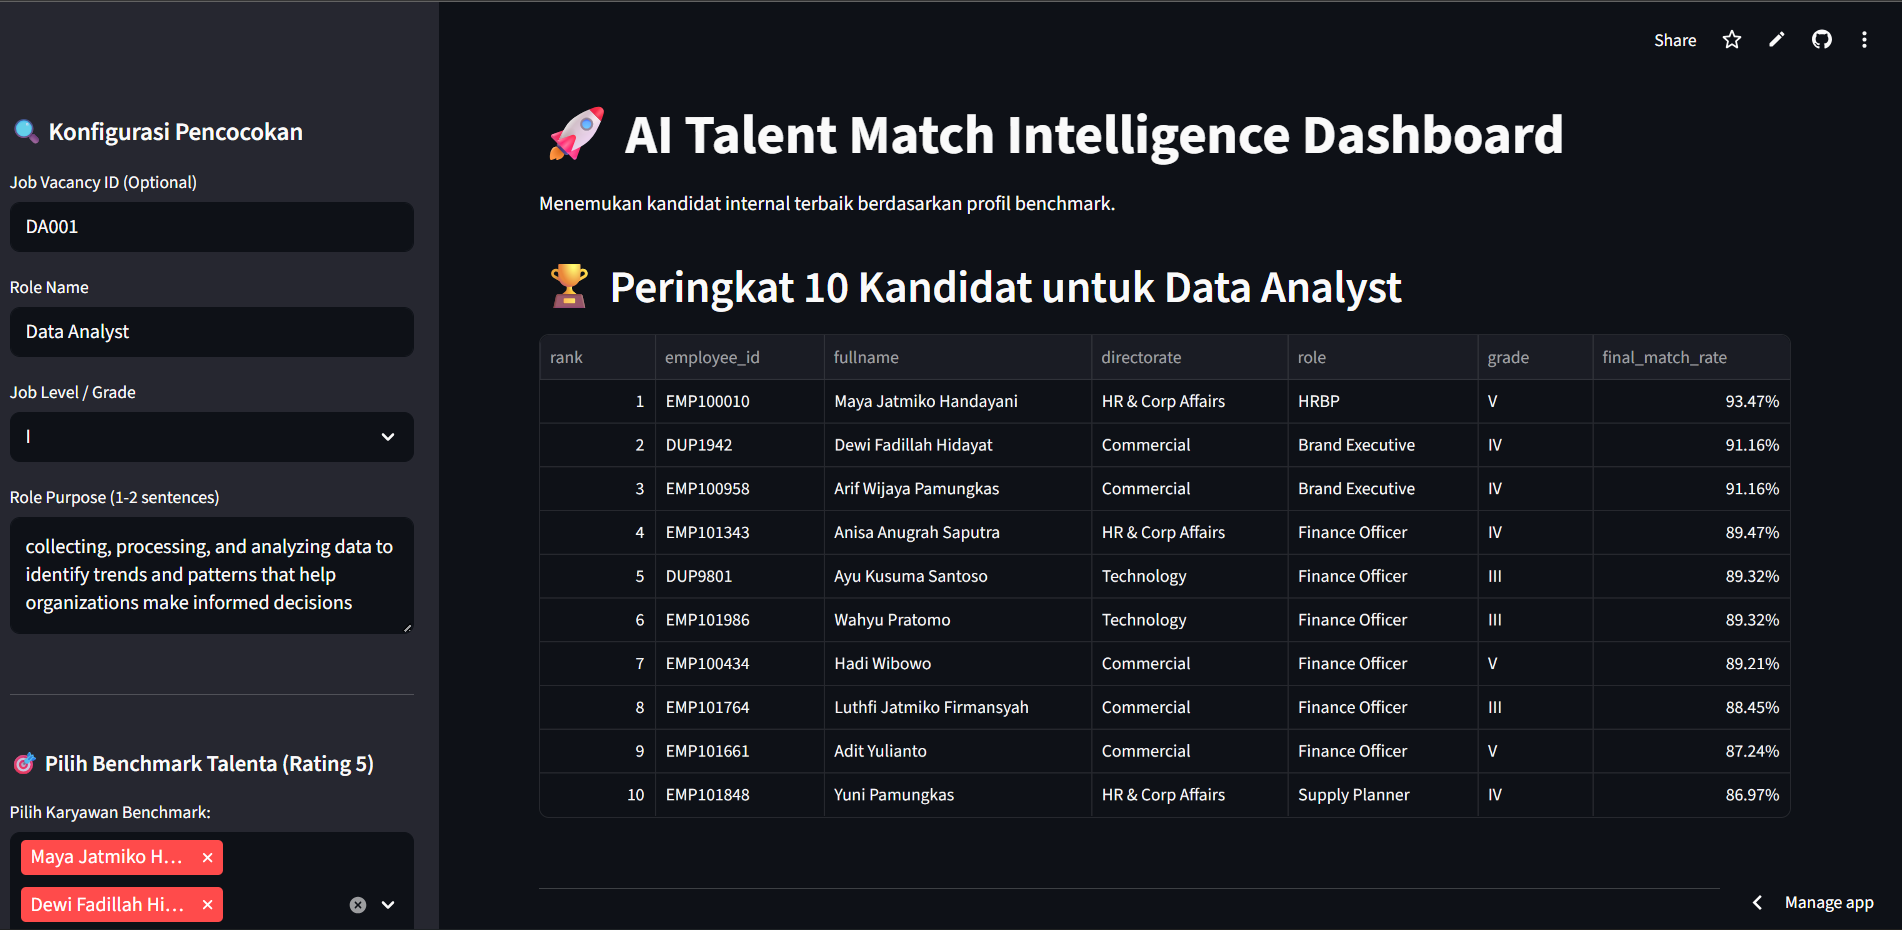 Share
🔍 Konfigurasi Pencocokan
Job Vacancy ID (Optional)
DA001
Role Name
Data Analyst
Job Level / Grade
I
Role Purpose (1-2 sentences)
collecting, processing, and analyzing data to
identify trends and patterns that help
organizations make informed decisions
🎯 Pilih Benchmark Talenta (Rating 5)
Pilih Karyawan Benchmark:
Maya Jatmiko H...
Dewi Fadillah Hi...
🚀 AI Talent Match Intelligence Dashboard
Menemukan kandidat internal terbaik berdasarkan profil benchmark.
🏆 Peringkat 10 Kandidat untuk Data Analyst
rank employee_id fullname directorate role grade final_match_rate
1 EMP100010 Maya Jatmiko Handayani HR & Corp Affairs HRBP V 93.47%
2 DUP1942 Dewi Fadillah Hidayat Commercial Brand Executive IV 91.16%
3 EMP100958 Arif Wijaya Pamungkas Commercial Brand Executive IV 91.16%
4 EMP101343 Anisa Anugrah Saputra HR & Corp Affairs Finance Officer IV 89.47%
5 DUP9801 Ayu Kusuma Santoso Technology Finance Officer III 89.32%
6 EMP101986 Wahyu Pratomo Technology Finance Officer III 89.32%
7 EMP100434 Hadi Wibowo Commercial Finance Officer V 89.21%
8 EMP101764 Luthfi Jatmiko Firmansyah Commercial Finance Officer III 88.45%
9 EMP101661 Adit Yulianto Commercial Finance Officer V 87.24%
10 EMP101848 Yuni Pamungkas HR & Corp Affairs Supply Planner IV 86.97%
Manage app